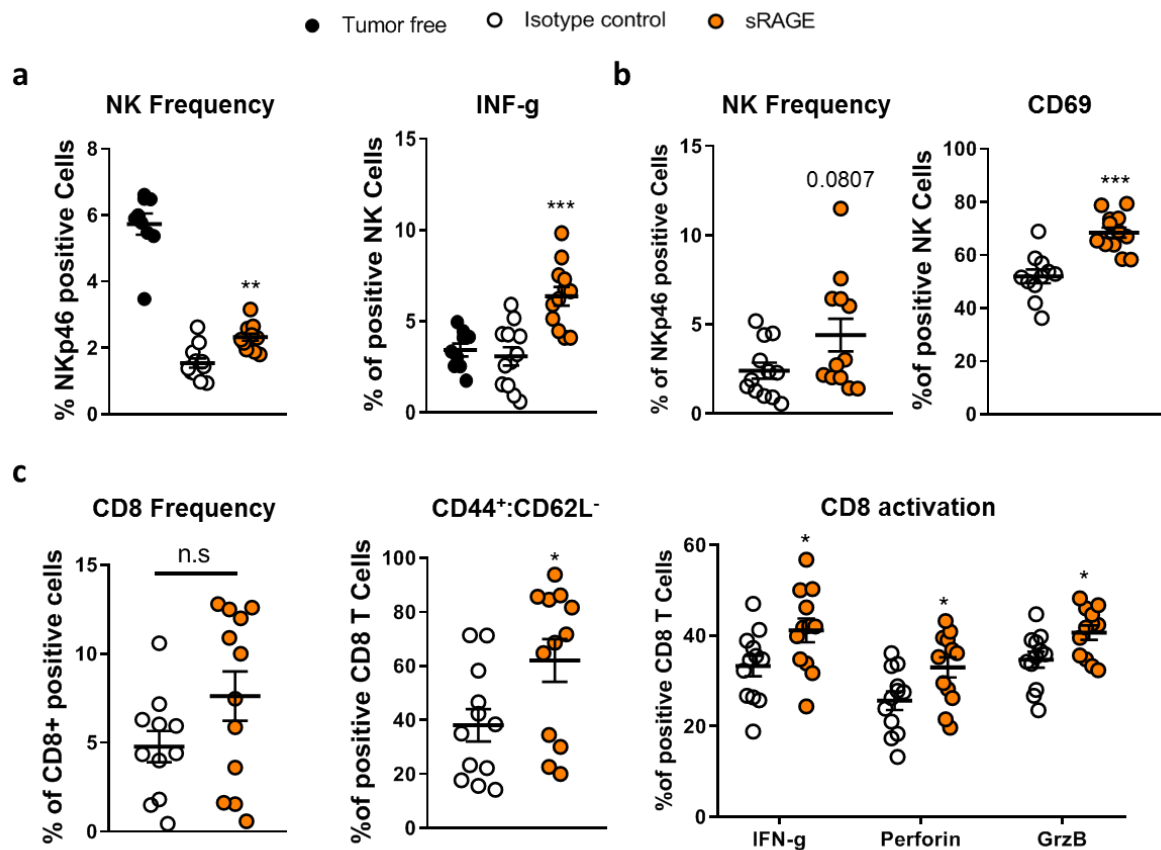 Tumor free Isotype control sRAGE
a
NK Frequency
% NKp46 positive Cells
8
6
4
2
0
**
INF-g
% of positive NK Cells
15
10
5
0
***
b
NK Frequency
% of NKp46 positive Cells
15
10
5
0
0.0807
CD69
%of positive NK Cells
100
80
60
40
20
0
***
c
CD8 Frequency
% of CD8+ positive cells
15
10
5
0
n.s
CD44+:CD62L-
%of positive CD8 T Cells
100
80
60
40
20
0
*
CD8 activation
%of positive CD8 T Cells
60
40
20
0
*
*
*
IFN-g Perforin GrzB